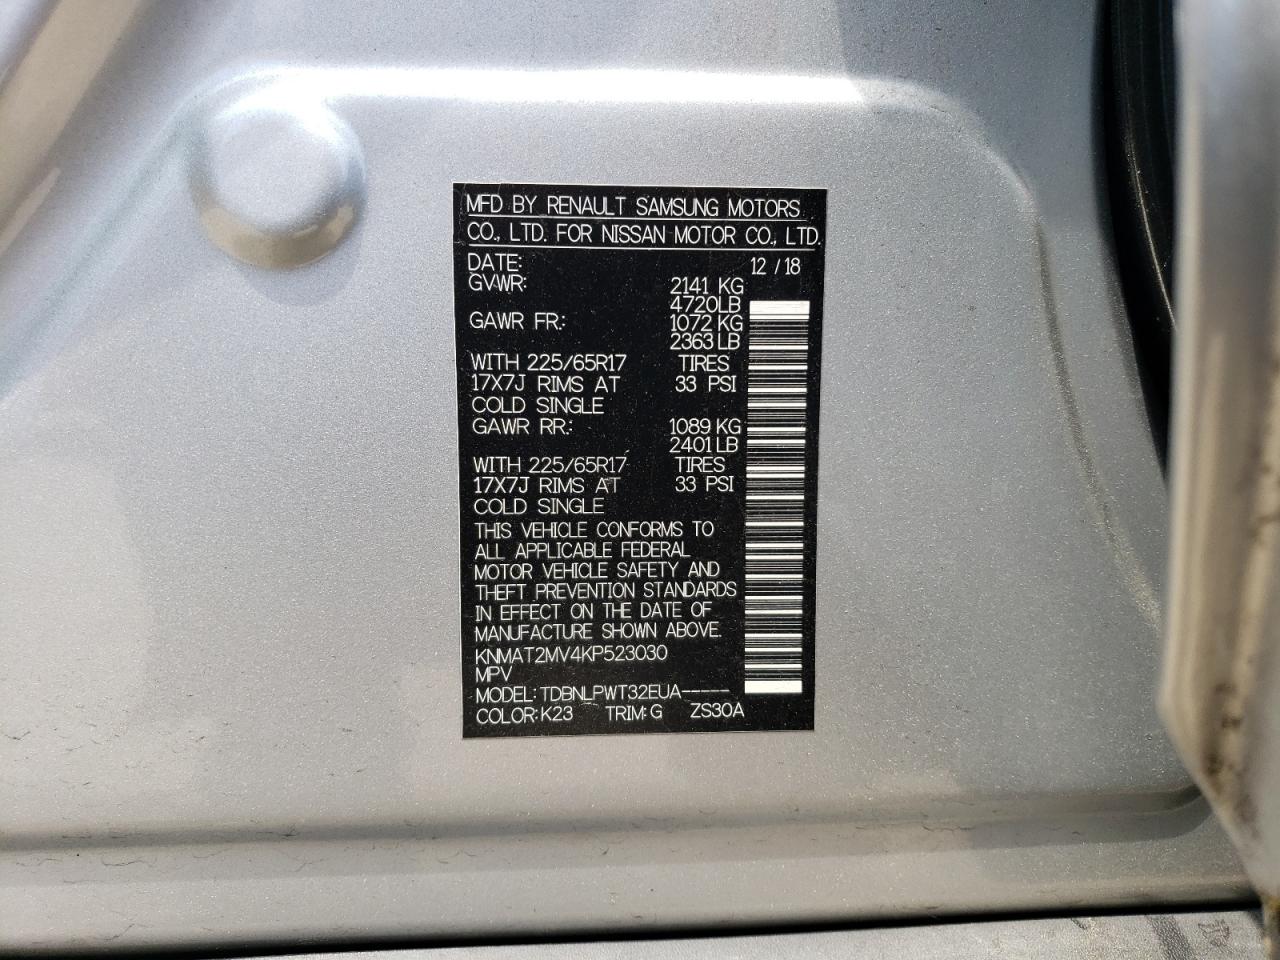 MFD BY RENAULT SAMSUNG MOTORS
CO., LTD. FOR NISSAN MOTOR CO., LTD.
DATE: 12 / 18
GVWR: 2141 KG
4720LB
GAWR FR: 1072 KG
2363 LB
WITH 225/65R17 TIRES
17X7J RIMS AT 33 PSI
COLD SINGLE
GAWR RR: 1089 KG
2401 LB
WITH 225/65R17 TIRES
17X7J RIMS AT 33 PSI
COLD SINGLE
THIS VEHICLE CONFORMS TO
ALL APPLICABLE FEDERAL
MOTOR VEHICLE SAFETY AND
THEFT PREVENTION STANDARDS
IN EFFECT ON THE DATE OF
MANUFACTURE SHOWN ABOVE.
KNMAT2MV4KP523030
MPV
MODEL: TDBNLPWT32EUA-----
COLOR: K23 TRIM: G ZS30A